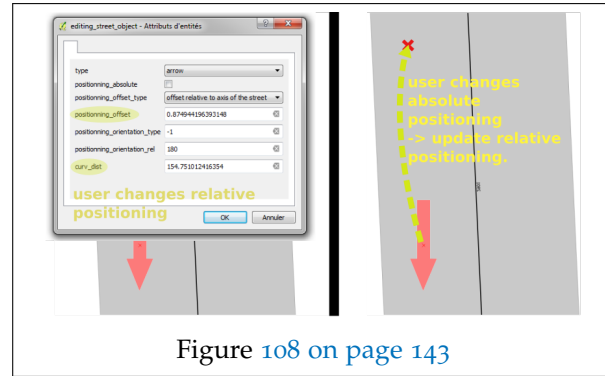 editing_street_object - Attributs d'entités
type
arrow
positionning_absolute
positionning_offset_type
offset relative to axis of the street
positionning_offset
0.874944196393148
positionning_orientation_type
-1
positionning_orientation_rel
180
curv_dist
154.751012416354
user changes relative
positioning
OK
Annuler
user changes
absolute
positioning
-> update relative
positioning.
Figure 108 on page 143